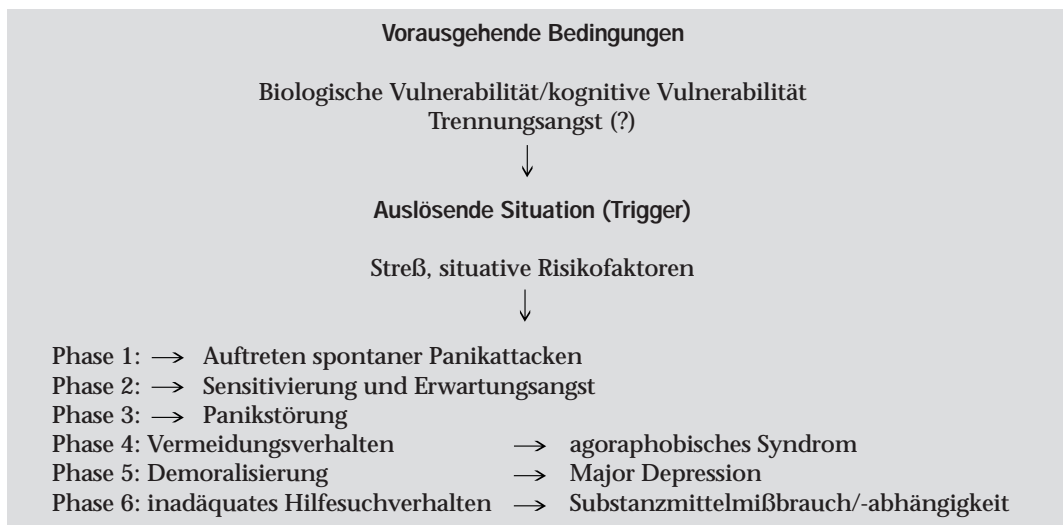 Vorausgehende Bedingungen
Biologische Vulnerabilität/kognitive Vulnerabilität
Trennungsangst (?)
↓
Auslösende Situation (Trigger)
Streß, situative Risikofaktoren
↓
Phase 1: → Auftreten spontaner Panikattacken
Phase 2: → Sensitivierung und Erwartungsangst
Phase 3: → Panikstörung
Phase 4: Vermeidungsverhalten → agoraphobisches Syndrom
Phase 5: Demoralisierung → Major Depression
Phase 6: inadäquates Hilfesuchverhalten → Substanzmittelmißbrauch/-abhängigkeit